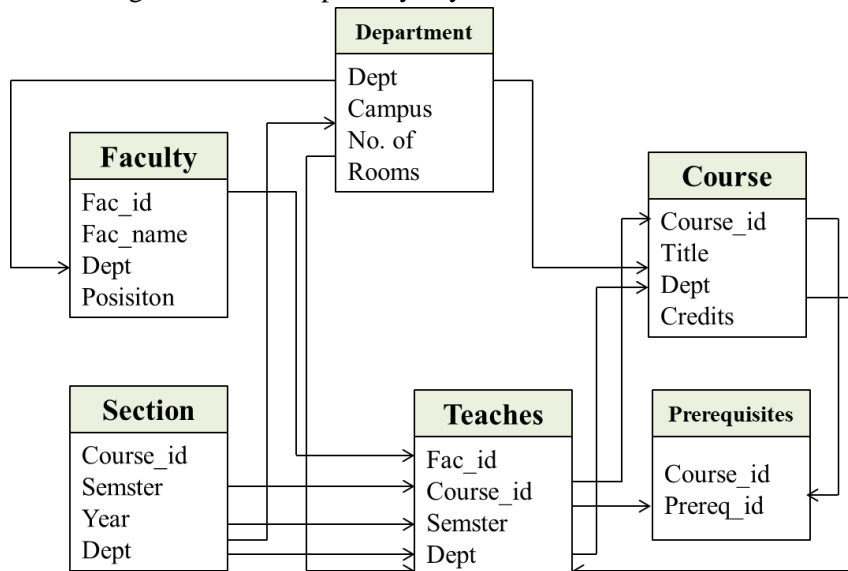 Department
Dept
Campus
No. of
Rooms
Faculty
Fac_id
Fac_name
Dept
Posisiton
Course
Course_id
Title
Dept
Credits
Section
Course_id
Semster
Year
Dept
Teaches
Fac_id
Course_id
Semster
Dept
Prerequisites
Course_id
Prereq_id